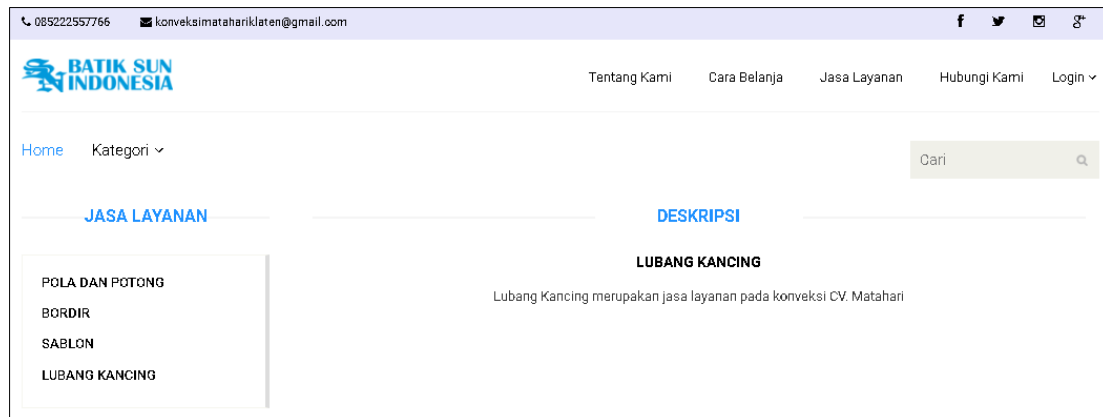 085222557766 konveksimatahariklaten@gmail.com
BATIK SUN
INDONESIA
Tentang Kami Cara Belanja Jasa Layanan Hubungi Kami Login
Home Kategori
Cari
JASA LAYANAN
POLA DAN POTONG
BORDIR
SABLON
LUBANG KANCING
DESKRIPSI
LUBANG KANCING
Lubang Kancing merupakan jasa layanan pada konveksi CV. Matahari